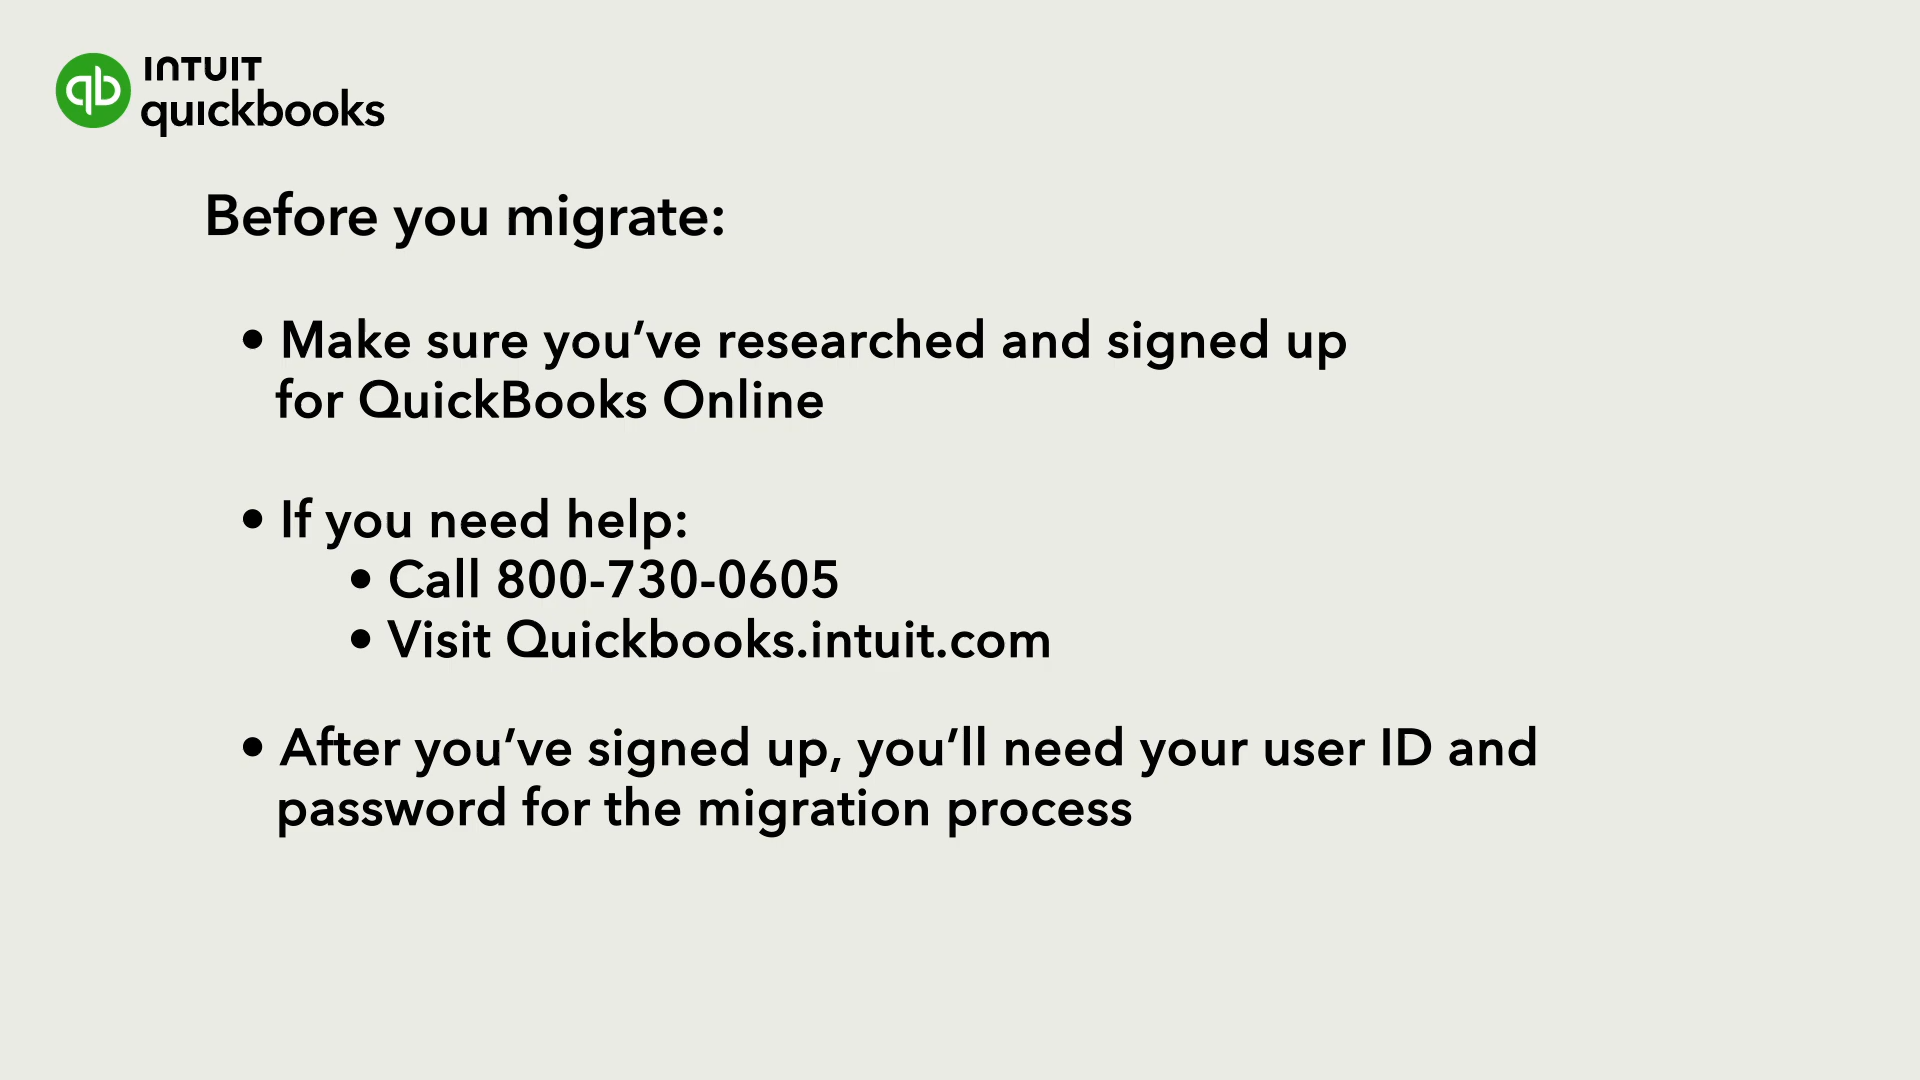 INTUIT
quickbooks
Before you migrate:
• Make sure you’ve researched and signed up
for QuickBooks Online
• If you need help:
• Call 800-730-0605
• Visit Quickbooks.intuit.com
• After you’ve signed up, you’ll need your user ID and
password for the migration process